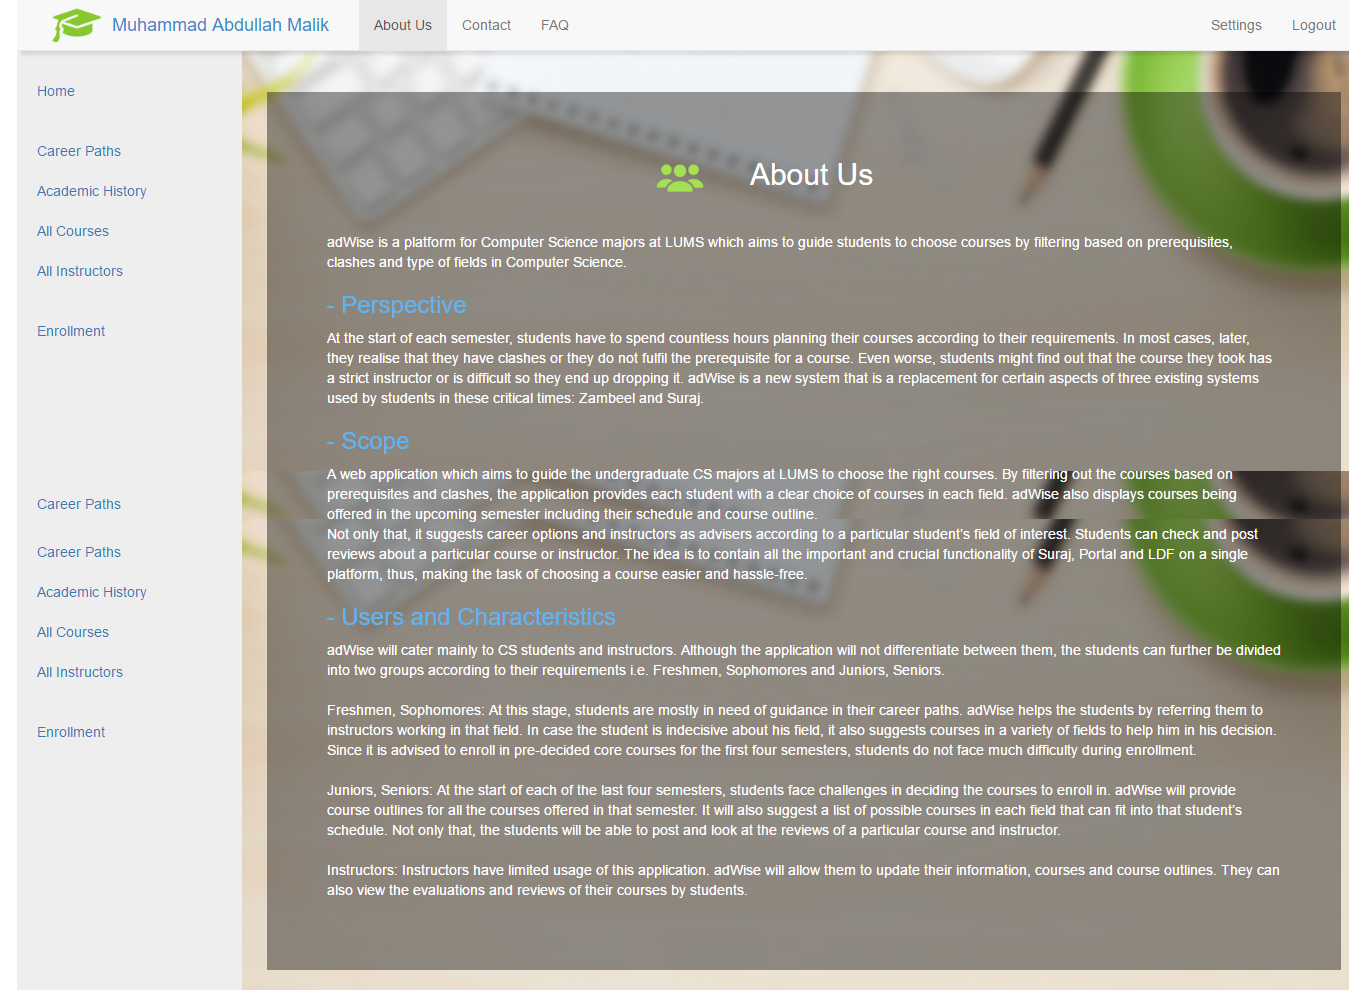 Muhammad Abdullah Malik
About Us
Contact
FAQ
Settings
Logout
Home
Career Paths
Academic History
All Courses
All Instructors
Enrollment
Career Paths
Career Paths
Academic History
All Courses
All Instructors
Enrollment
About Us
adWise is a platform for Computer Science majors at LUMS which aims to guide students to choose courses by filtering based on prerequisites,
clashes and type of fields in Computer Science.
- Perspective
At the start of each semester, students have to spend countless hours planning their courses according to their requirements. In most cases, later,
they realise that they have clashes or they do not fulfil the prerequisite for a course. Even worse, students might find out that the course they took has
a strict instructor or is difficult so they end up dropping it. adWise is a new system that is a replacement for certain aspects of three existing systems
used by students in these critical times: Zambeel and Suraj.
- Scope
A web application which aims to guide the undergraduate CS majors at LUMS to choose the right courses. By filtering out the courses based on
prerequisites and clashes, the application provides each student with a clear choice of courses in each field. adWise also displays courses being
offered in the upcoming semester including their schedule and course outline.
Not only that, it suggests career options and instructors as advisers according to a particular student's field of interest. Students can check and post
reviews about a particular course or instructor. The idea is to contain all the important and crucial functionality of Suraj, Portal and LDF on a single
platform, thus, making the task of choosing a course easier and hassle-free.
- Users and Characteristics
adWise will cater mainly to CS students and instructors. Although the application will not differentiate between them, the students can further be divided
into two groups according to their requirements i.e. Freshmen, Sophomores and Juniors, Seniors.
Freshmen, Sophomores: At this stage, students are mostly in need of guidance in their career paths. adWise helps the students by referring them to
instructors working in that field. In case the student is indecisive about his field, it also suggests courses in a variety of fields to help him in his decision.
Since it is advised to enroll in pre-decided core courses for the first four semesters, students do not face much difficulty during enrollment.
Juniors, Seniors: At the start of each of the last four semesters, students face challenges in deciding the courses to enroll in. adWise will provide
course outlines for all the courses offered in that semester. It will also suggest a list of possible courses in each field that can fit into that student's
schedule. Not only that, the students will be able to post and look at the reviews of a particular course and instructor.
Instructors: Instructors have limited usage of this application. adWise will allow them to update their information, courses and course outlines. They can
also view the evaluations and reviews of their courses by students.